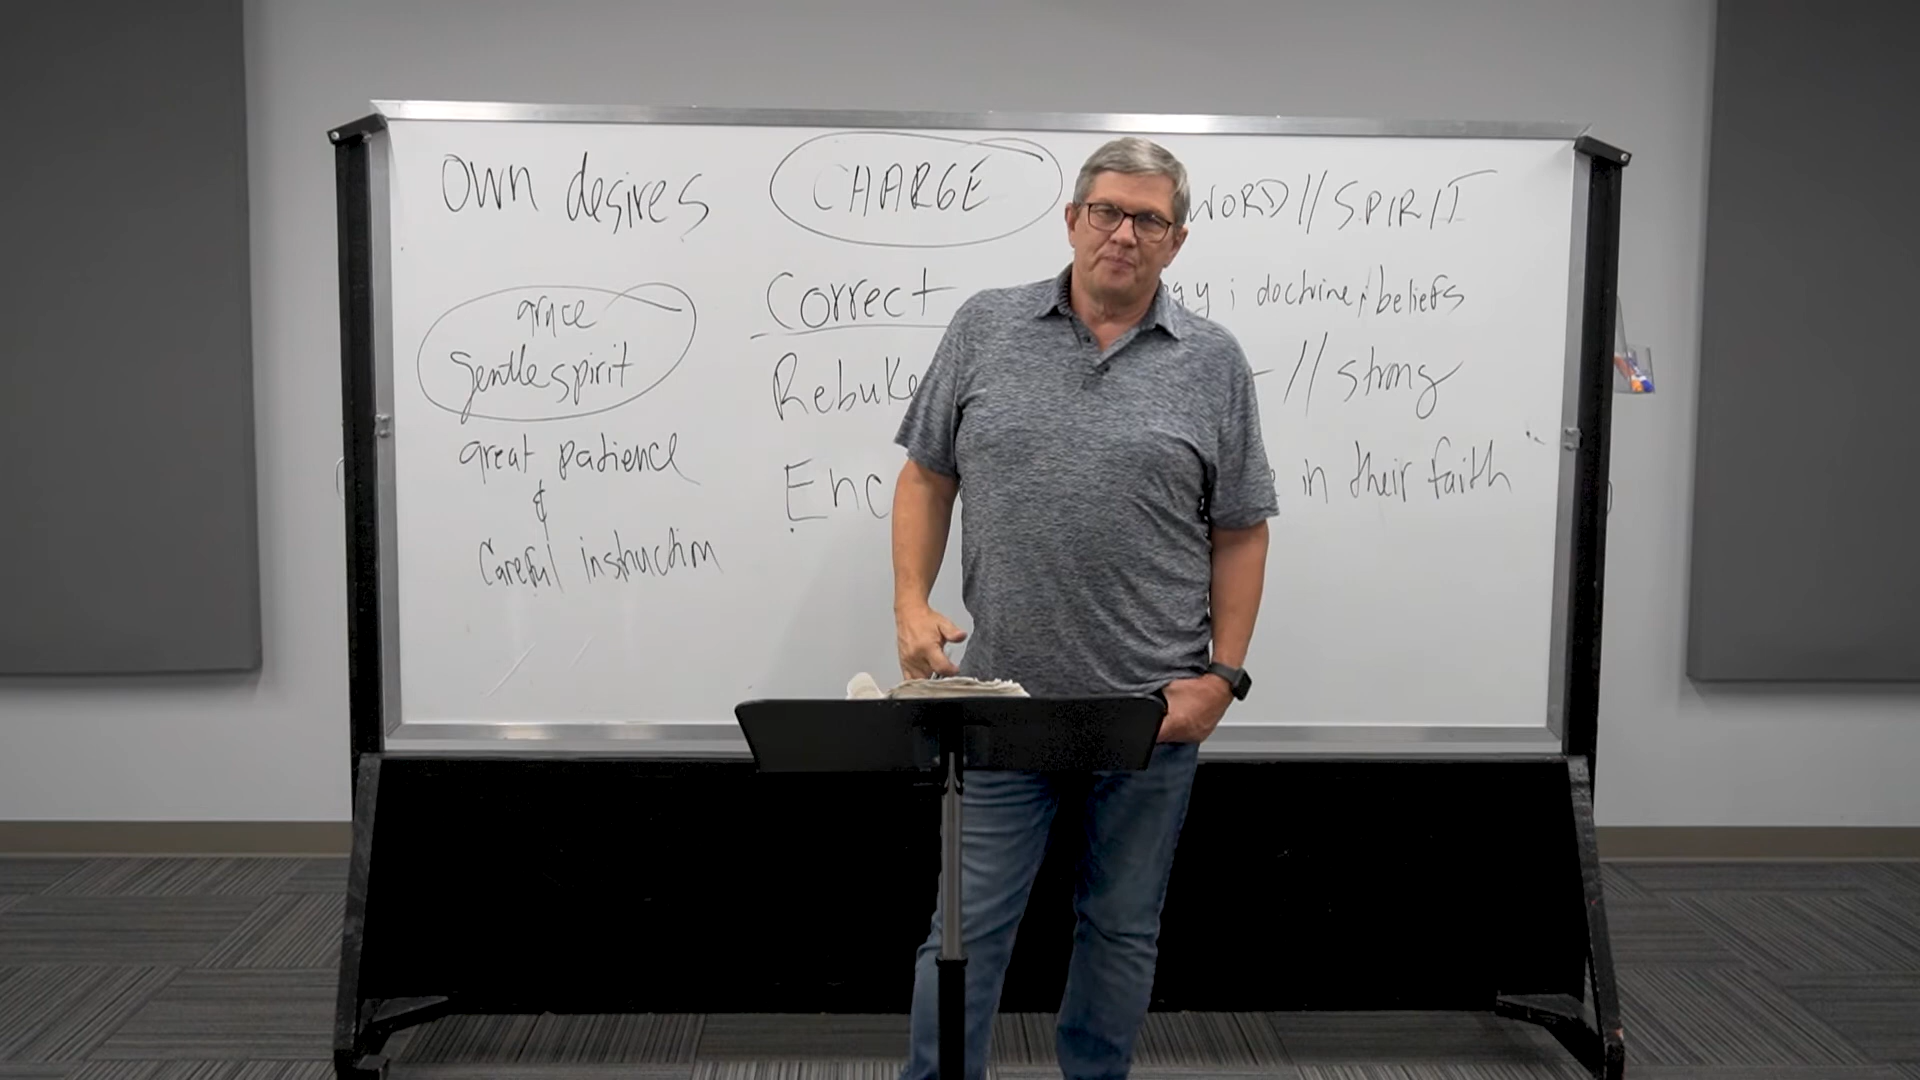 Own desires
grace
gentle spirit
great patience
&
Careful instruction
CHARGE
Correct
Rebuke
Enc
WORD // SPIRIT
gy ; doctrine ; beliefs
// strong
in their faith